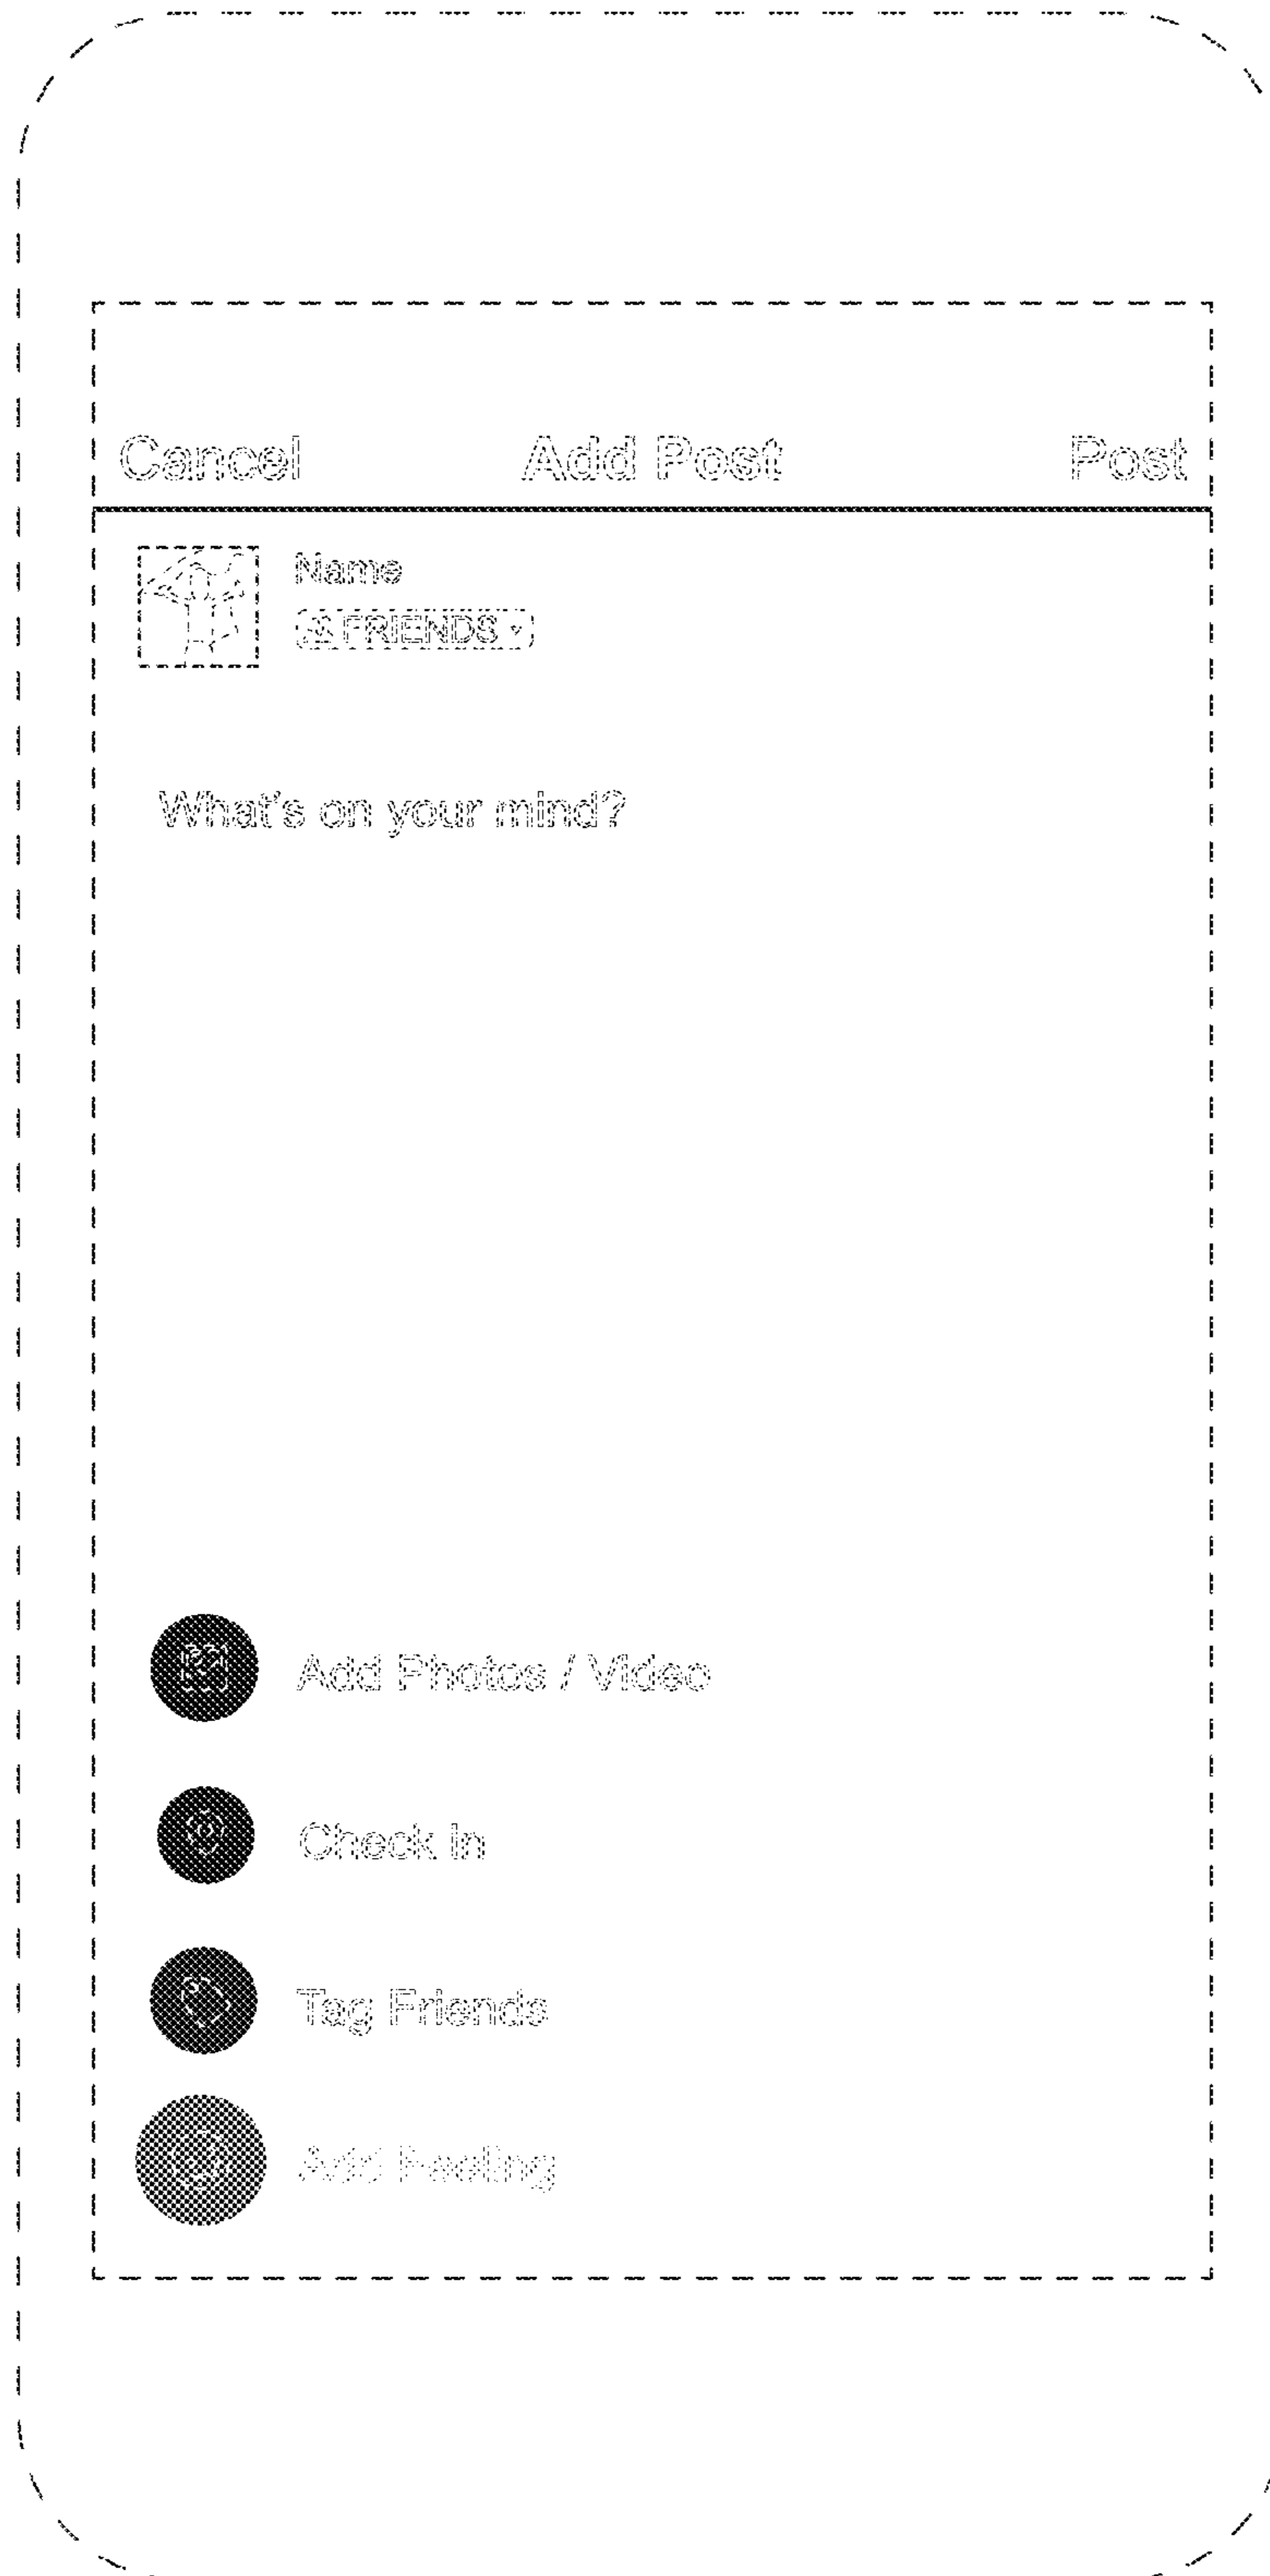 Cancel Add Post Post
Name
FRIENDS
What's on your mind?
Add Photos / Video
Check In
Tag Friends
Add Feeling